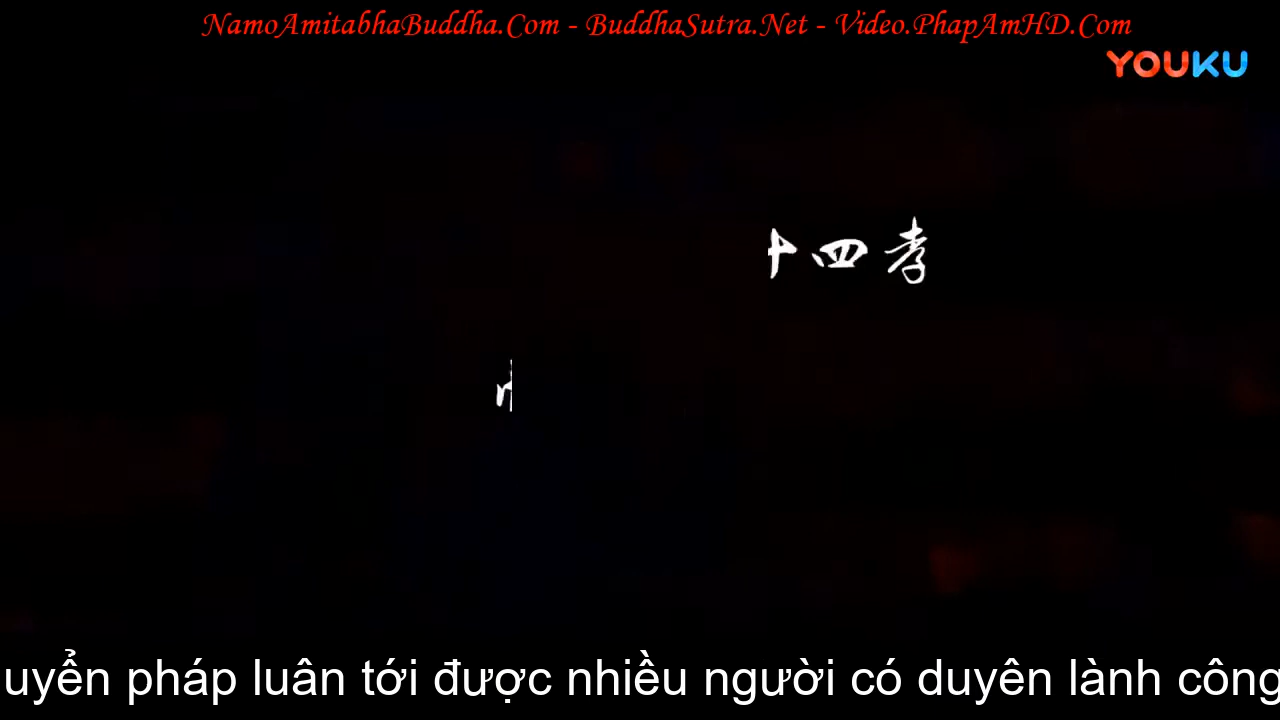 NamoAmitabhaBuddha.Com - BuddhaSutra.Net - Video.PhapAmHD.Com
YOUKU
十四孝
uyển pháp luân tới được nhiều người có duyên lành công